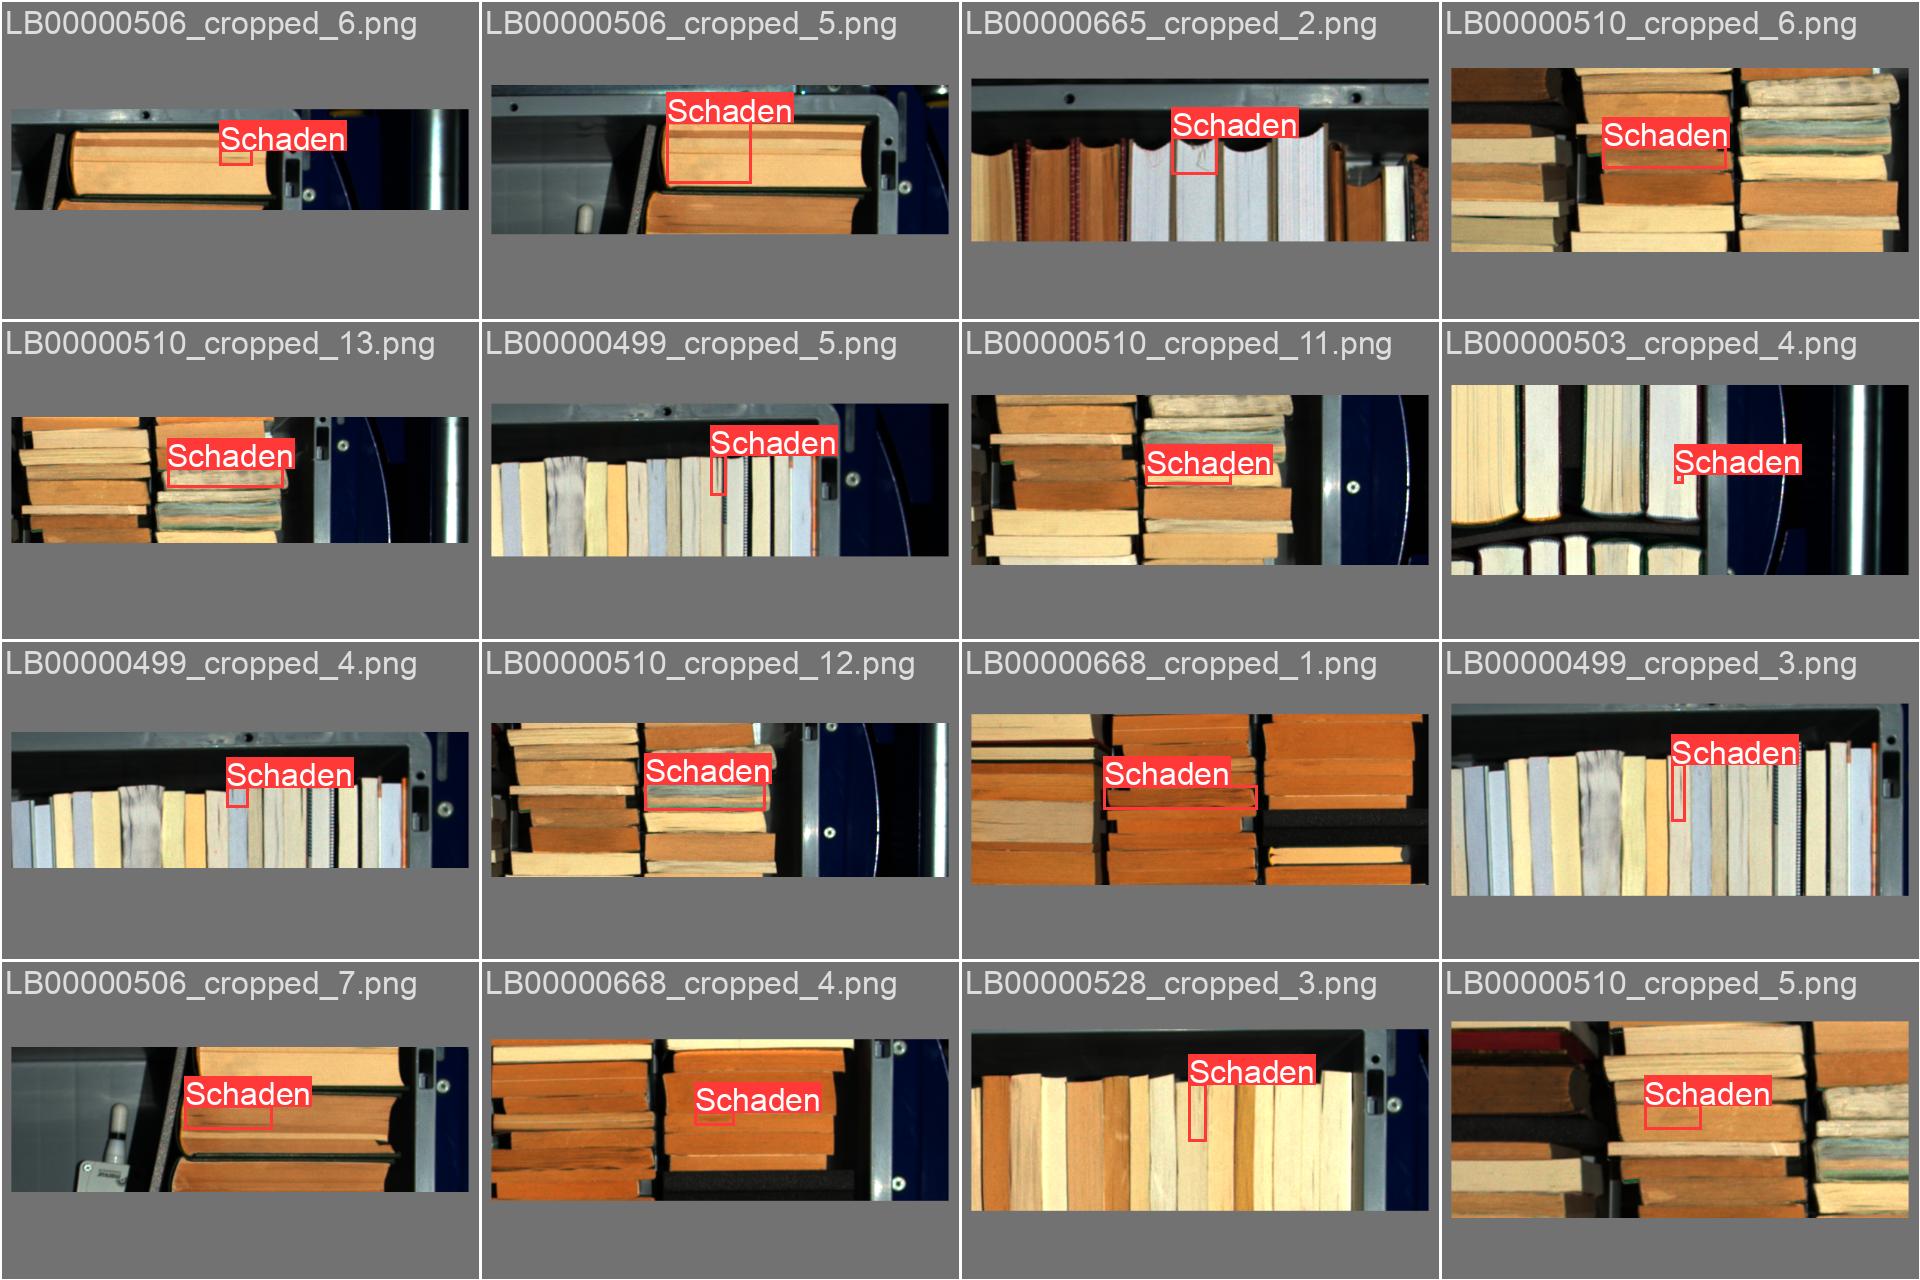 LB00000506_cropped_6.png
Schaden
LB00000506_cropped_5.png
Schaden
LB00000665_cropped_2.png
Schaden
LB00000510_cropped_6.png
Schaden
LB00000510_cropped_13.png
Schaden
LB00000499_cropped_5.png
Schaden
LB00000510_cropped_11.png
Schaden
LB00000503_cropped_4.png
Schaden
LB00000499_cropped_4.png
Schaden
LB00000510_cropped_12.png
Schaden
LB00000668_cropped_1.png
Schaden
LB00000499_cropped_3.png
Schaden
LB00000506_cropped_7.png
Schaden
LB00000668_cropped_4.png
Schaden
LB00000528_cropped_3.png
Schaden
LB00000510_cropped_5.png
Schaden